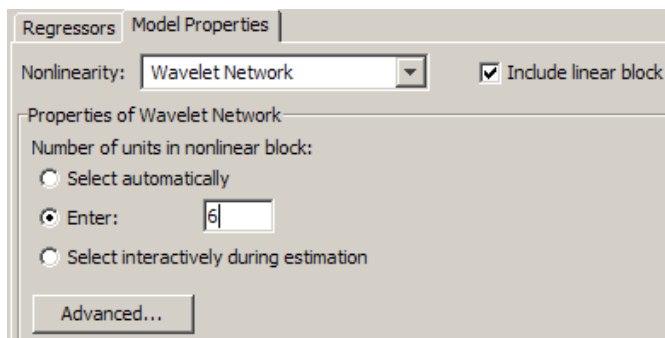 Regressors Model Properties
Nonlinearity: Wavelet Network Include linear block
Properties of Wavelet Network
Number of units in nonlinear block:
Select automatically
Enter: 6
Select interactively during estimation
Advanced...